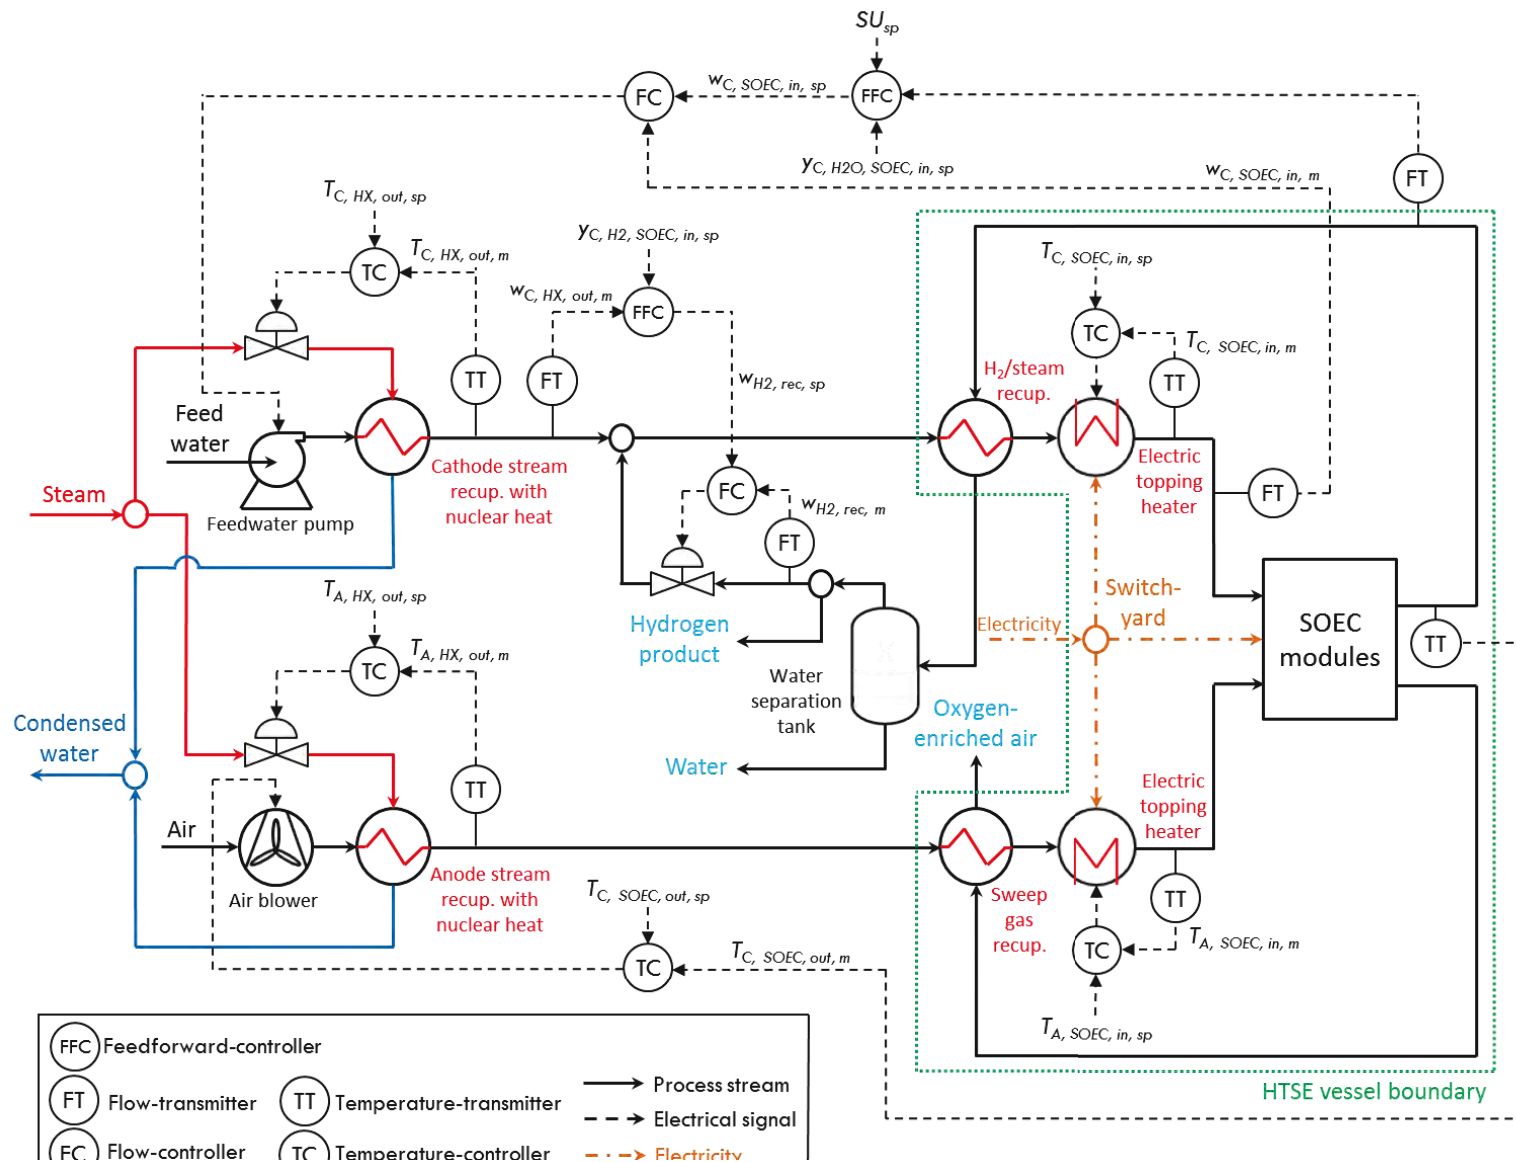 SU_sp
FC
w_C, SOEC, in, sp
FFC
y_C, H2O, SOEC, in, sp
w_C, SOEC, in, m
FT
T_C, HX, out, sp
TC
T_C, HX, out, m
y_C, H2, SOEC, in, sp
w_C, HX, out, m
FFC
T_C, SOEC, in, sp
TC
T_C, SOEC, in, m
TT
TT
FT
w_H2, rec, sp
H2/steam
recup.
Feed
water
Cathode stream
recup. with
nuclear heat
Electric
topping
heater
Steam
Feedwater pump
FC
w_H2, rec, m
FT
FT
T_A, HX, out, sp
TC
T_A, HX, out, m
Hydrogen
product
Electricity
Switch-
yard
SOEC
modules
TT
Water
separation
tank
Condensed
water
Oxygen-
enriched air
Water
TT
Electric
topping
heater
Air
Air blower
Anode stream
recup. with
nuclear heat
T_C, SOEC, out, sp
TC
T_C, SOEC, out, m
Sweep
gas
recup.
TT
TC
T_A, SOEC, in, m
T_A, SOEC, in, sp
HTSE vessel boundary
FFC Feedforward-controller
FT Flow-transmitter
TT Temperature-transmitter
FC Flow-controller
TC Temperature-controller
Process stream
Electrical signal
Electricity